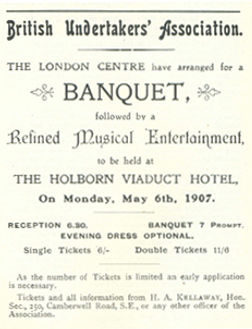 British Undertakers' Association.
THE LONDON CENTRE have arranged for a
BANQUET,
followed by a
Refined Musical Entertainment,
to be held at
THE HOLBORN VIADUCT HOTEL,
On Monday, May 6th, 1907.
RECEPTION 6.30. BANQUET 7 PROMPT.
EVENING DRESS OPTIONAL.
Single Tickets 6/- Double Tickets 11/6
As the number of Tickets is limited an early application
is necessary.
Tickets and all information from H. A. KELLAWAY, Hon.
Sec., 250, Camberwell Road, S.E., or any other officer of the
Association.